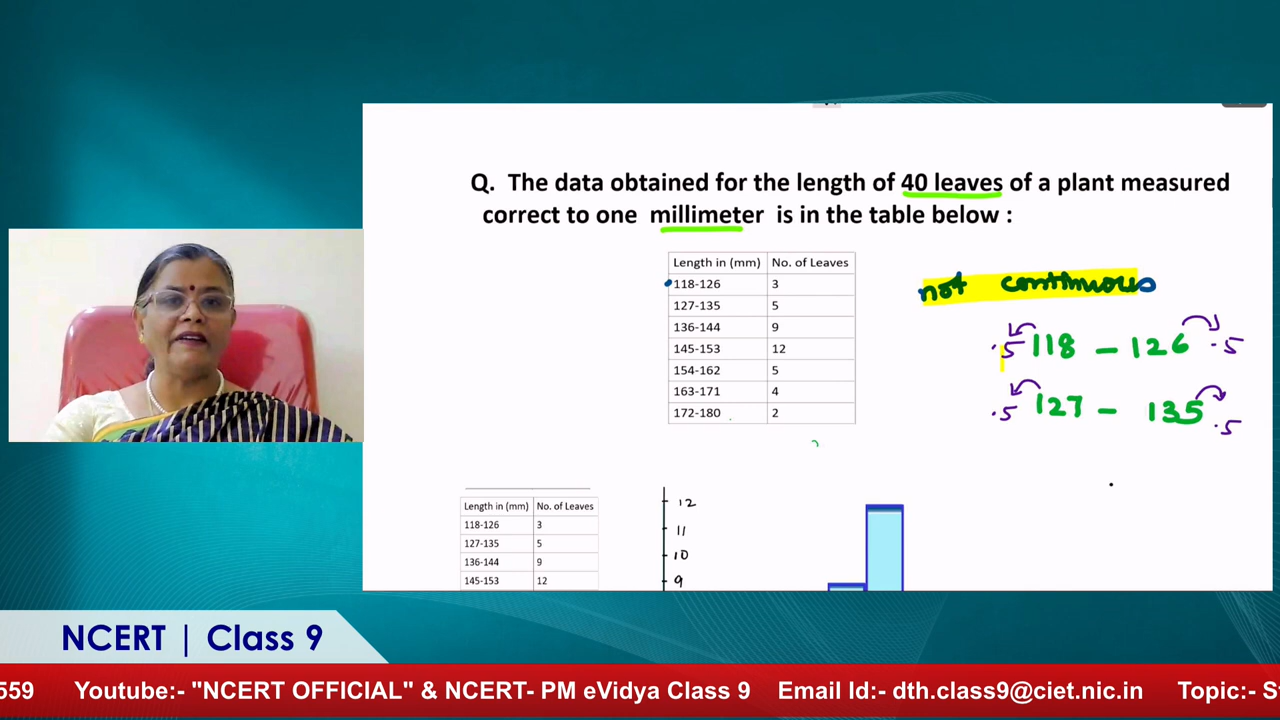 Q. The data obtained for the length of 40 leaves of a plant measured
correct to one millimeter is in the table below :
Length in (mm) No. of Leaves
118-126 3
127-135 5
136-144 9
145-153 12
154-162 5
163-171 4
172-180 2
not continuous
.5 118 - 126 .5
.5 127 - 135 .5
Length in (mm) No. of Leaves
118-126 3
127-135 5
136-144 9
145-153 12
12
11
10
9
NCERT | Class 9
559 Youtube:- "NCERT OFFICIAL" & NCERT- PM eVidya Class 9 Email Id:- dth.class9@ciet.nic.in Topic:- S